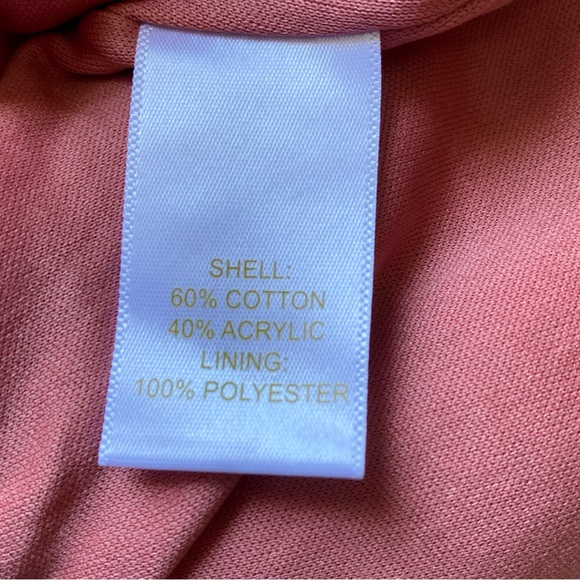 SHELL:
60% COTTON
40% ACRYLIC
LINING:
100% POLYESTER